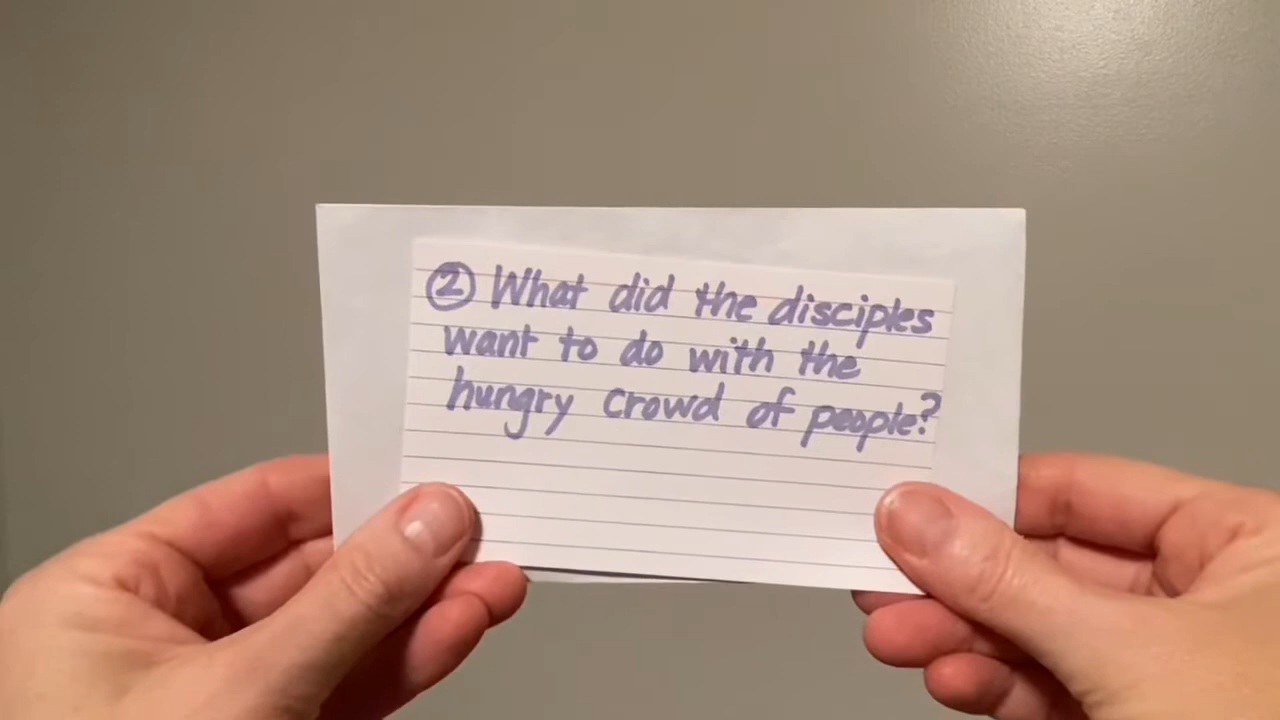 ② What did the disciples
want to do with the
hungry crowd of people?